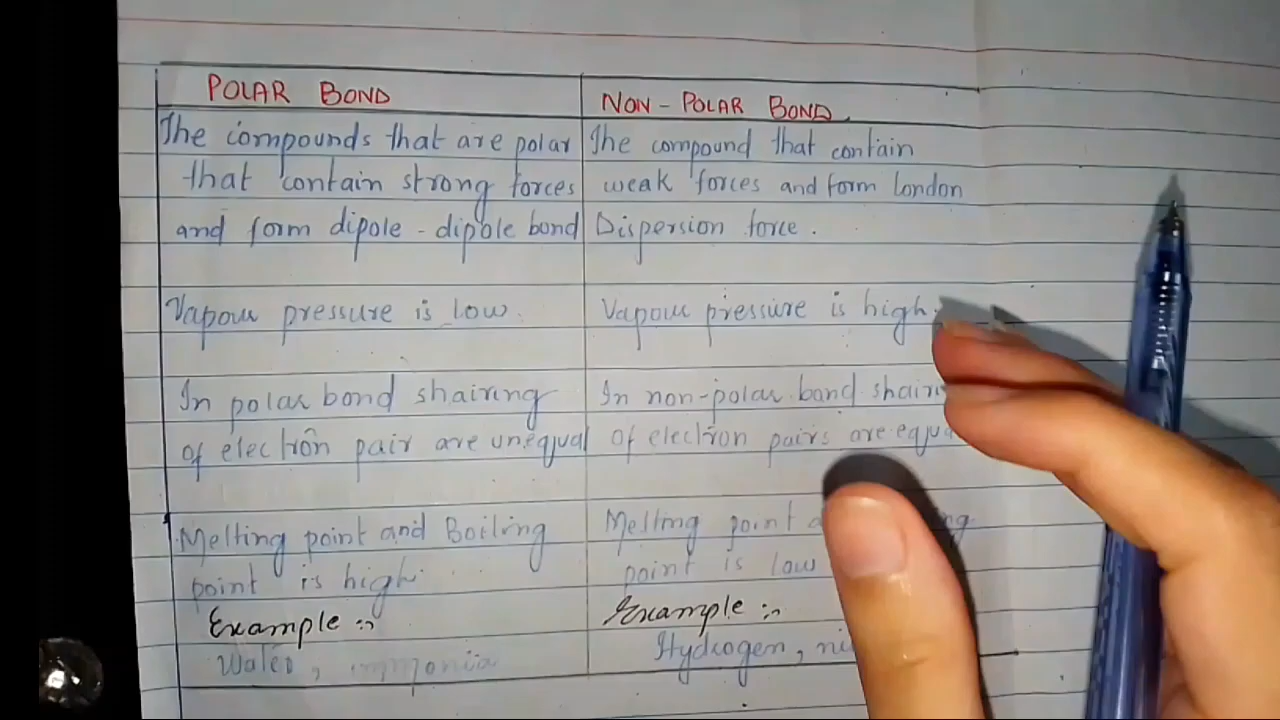 POLAR BOND
The compounds that are polar
that contain strong forces
and form dipole - dipole bond
Vapour pressure is low.
In polar bond shairing
of electron pair are unequal
Melting point and Boiling
point is high.
Example :-
Water, ammonia
NON - POLAR BOND
The compound that contain
weak forces and form london
Dispersion force.
Vapour pressure is high.
In non-polar bond
of electron pairs are
Melting point
point is low
Example :-
Hydrogen,